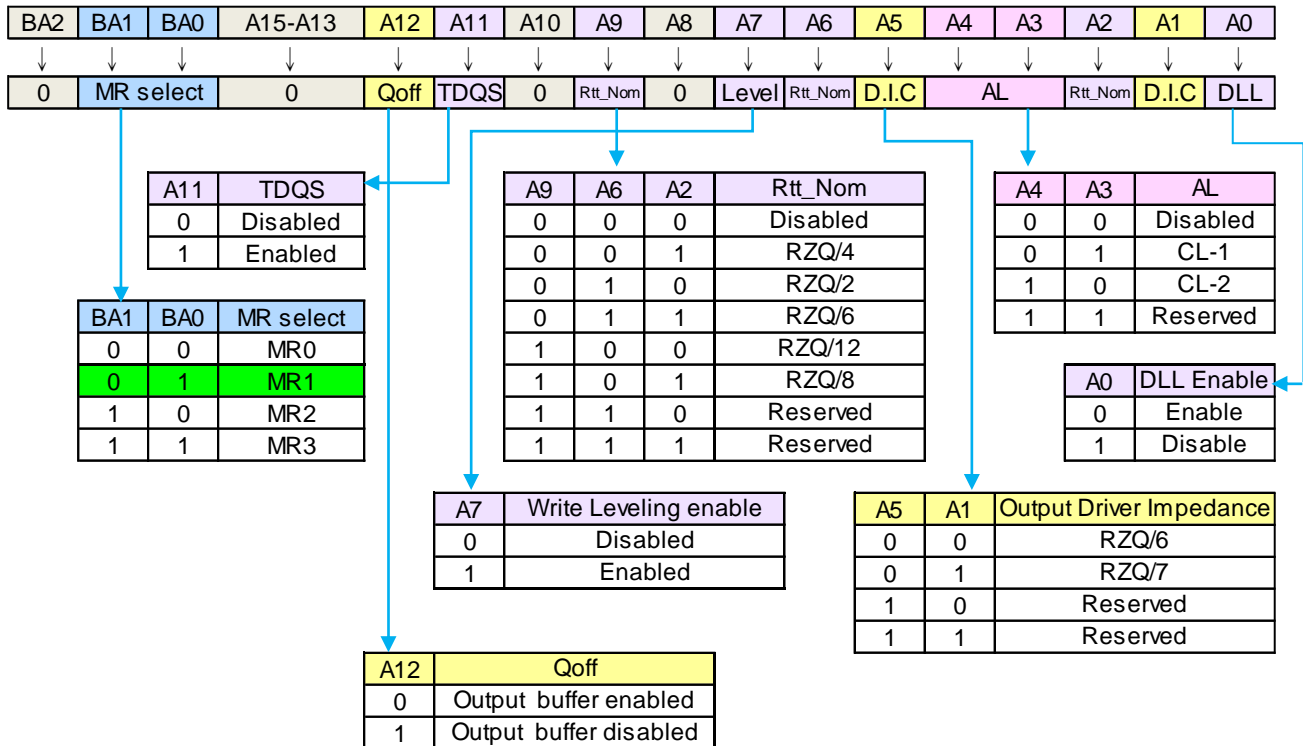 BA2 BA1 BA0 A15-A13 A12 A11 A10 A9 A8 A7 A6 A5 A4 A3 A2 A1 A0
0 MR select 0 Qoff TDQS 0 Rtt_Nom 0 Level Rtt_Nom D.I.C AL Rtt_Nom D.I.C DLL
A11 TDQS
0 Disabled
1 Enabled
BA1 BA0 MR select
0 0 MR0
0 1 MR1
1 0 MR2
1 1 MR3
A9 A6 A2 Rtt_Nom
0 0 0 Disabled
0 0 1 RZQ/4
0 1 0 RZQ/2
0 1 1 RZQ/6
1 0 0 RZQ/12
1 0 1 RZQ/8
1 1 0 Reserved
1 1 1 Reserved
A4 A3 AL
0 0 Disabled
0 1 CL-1
1 0 CL-2
1 1 Reserved
A0 DLL Enable
0 Enable
1 Disable
A7 Write Leveling enable
0 Disabled
1 Enabled
A5 A1 Output Driver Impedance
0 0 RZQ/6
0 1 RZQ/7
1 0 Reserved
1 1 Reserved
A12 Qoff
0 Output buffer enabled
1 Output buffer disabled